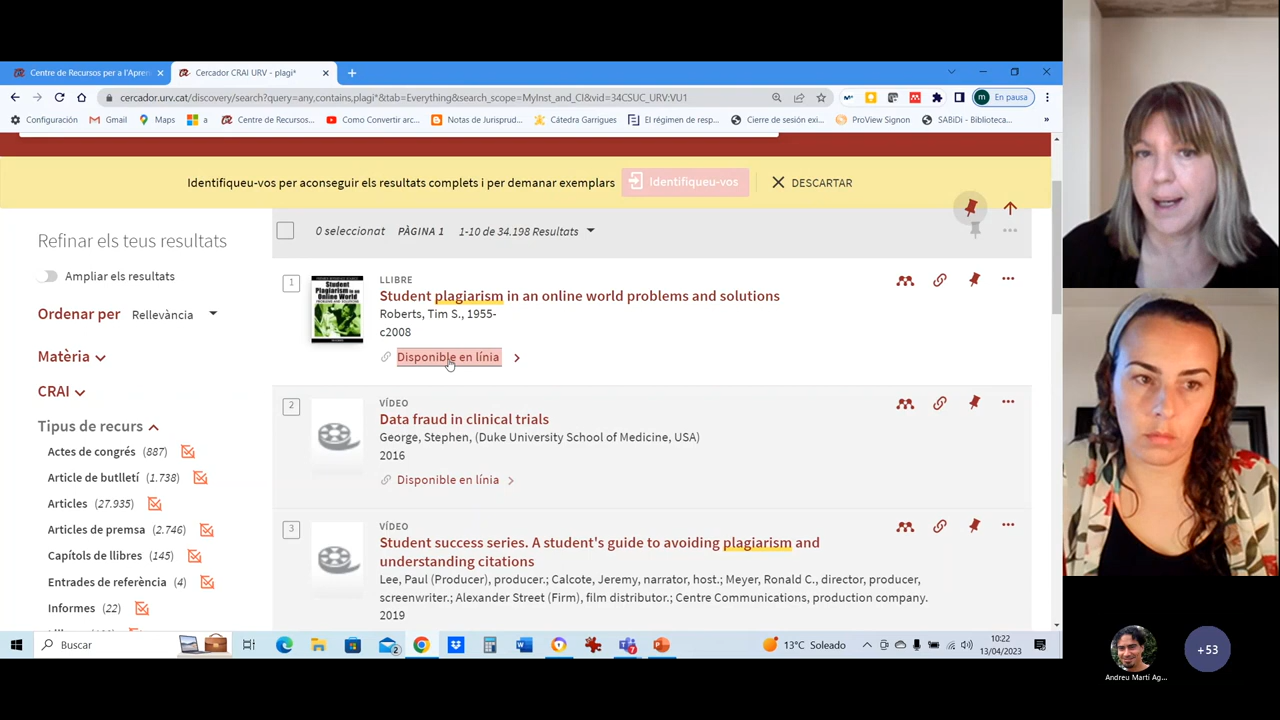 Centre de Recursos per a l'Apren
Cercador CRAI URV - plagi*
cercador.urv.cat/discovery/search?query=any,contains,plagi*&tab=Everything&search_scope=MyInst_and_CI&vid=34CSUC_URV:VU1
En pausa
Configuración
Gmail
Maps
a
Centre de Recursos...
Como Convertir arc...
Notas de Jurisprud...
Cátedra Garrigues
El régimen de resp...
Cierre de sesión exi...
ProView Signon
SABiDi - Biblioteca...
»
Identifiqueu-vos per aconseguir els resultats complets i per demanar exemplars
Identifiqueu-vos
DESCARTAR
Refinar els teus resultats
Ampliar els resultats
Ordenar per Rellevància
Matèria
CRAI
Tipus de recurs
Actes de congrés (887)
Article de butlletí (1.738)
Articles (27.935)
Articles de premsa (2.746)
Capítols de llibres (145)
Entrades de referència (4)
Informes (22)
0 seleccionat PÀGINA 1 1-10 de 34.198 Resultats
1
Student
Plagiarism
in an Online
World
LLIBRE
Student plagiarism in an online world problems and solutions
Roberts, Tim S., 1955-
c2008
Disponible en línia
2
VÍDEO
Data fraud in clinical trials
George, Stephen, (Duke University School of Medicine, USA)
2016
Disponible en línia
3
VÍDEO
Student success series. A student's guide to avoiding plagiarism and
understanding citations
Lee, Paul (Producer), producer.; Calcote, Jeremy, narrator, host.; Meyer, Ronald C., director, producer,
screenwriter.; Alexander Street (Firm), film distributor.; Centre Communications, production company.
2019
Buscar
2
7
13°C Soleado
10:22
13/04/2023
Andreu Martí Ag...
+53